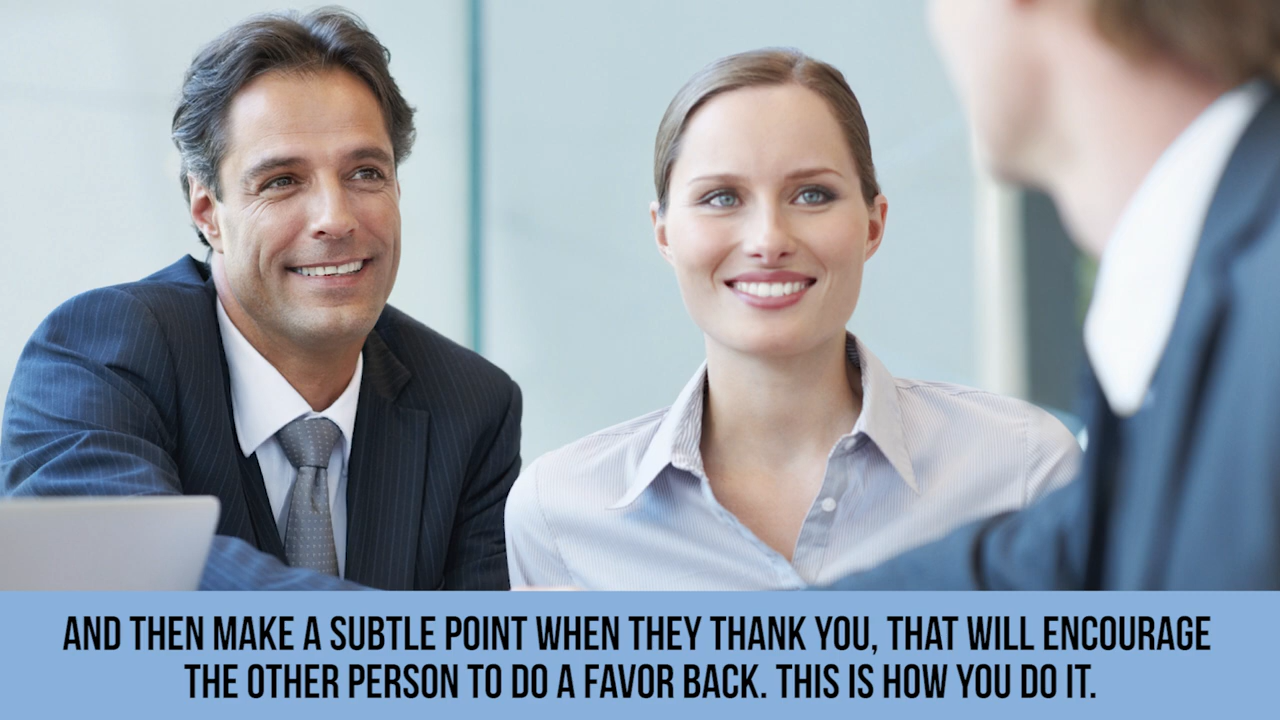 AND THEN MAKE A SUBTLE POINT WHEN THEY THANK YOU, THAT WILL ENCOURAGE
THE OTHER PERSON TO DO A FAVOR BACK. THIS IS HOW YOU DO IT.